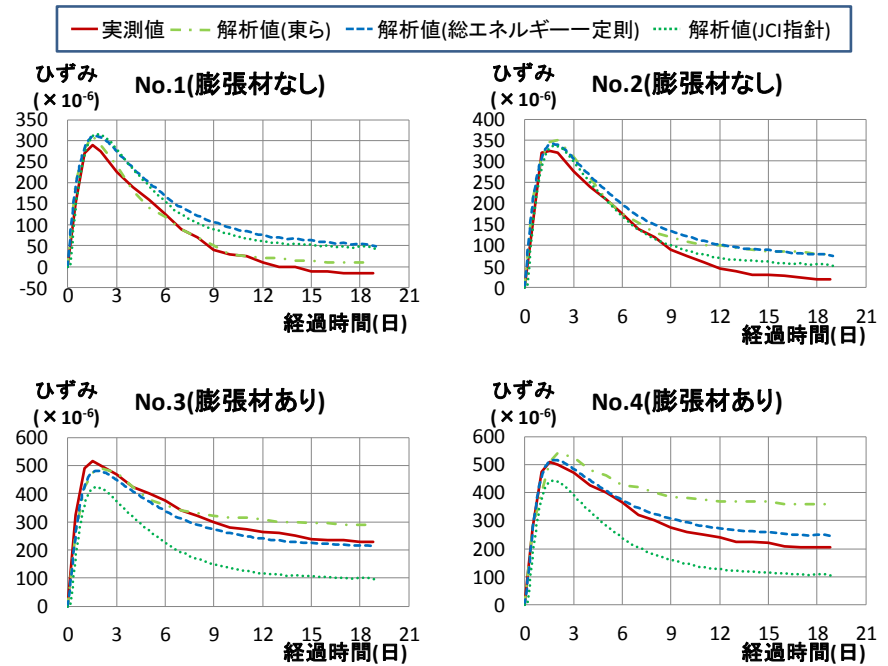 実測値 解析値(東ら) 解析値(総エネルギー一定則) 解析値(JCI指針)
ひずみ
(×10⁻⁶)
No.1(膨張材なし)
350
300
250
200
150
100
50
0
-50
0 3 6 9 12 15 18 21
経過時間(日)
ひずみ
(×10⁻⁶)
No.2(膨張材なし)
400
350
300
250
200
150
100
50
0
0 3 6 9 12 15 18 21
経過時間(日)
ひずみ
(×10⁻⁶)
No.3(膨張材あり)
600
500
400
300
200
100
0
0 3 6 9 12 15 18 21
経過時間(日)
ひずみ
(×10⁻⁶)
No.4(膨張材あり)
600
500
400
300
200
100
0
0 3 6 9 12 15 18 21
経過時間(日)